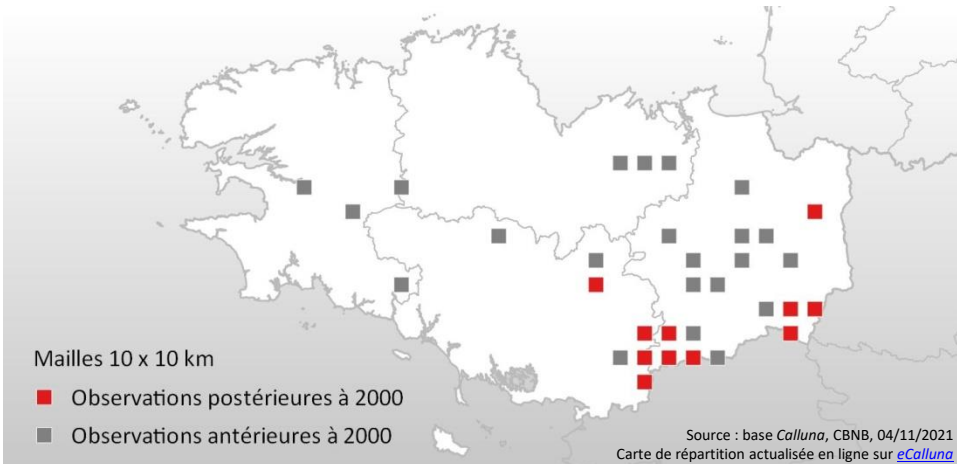 Mailles 10 x 10 km
Observations postérieures à 2000
Observations antérieures à 2000
Source : base Calluna, CBNB, 04/11/2021
Carte de répartition actualisée en ligne sur eCalluna